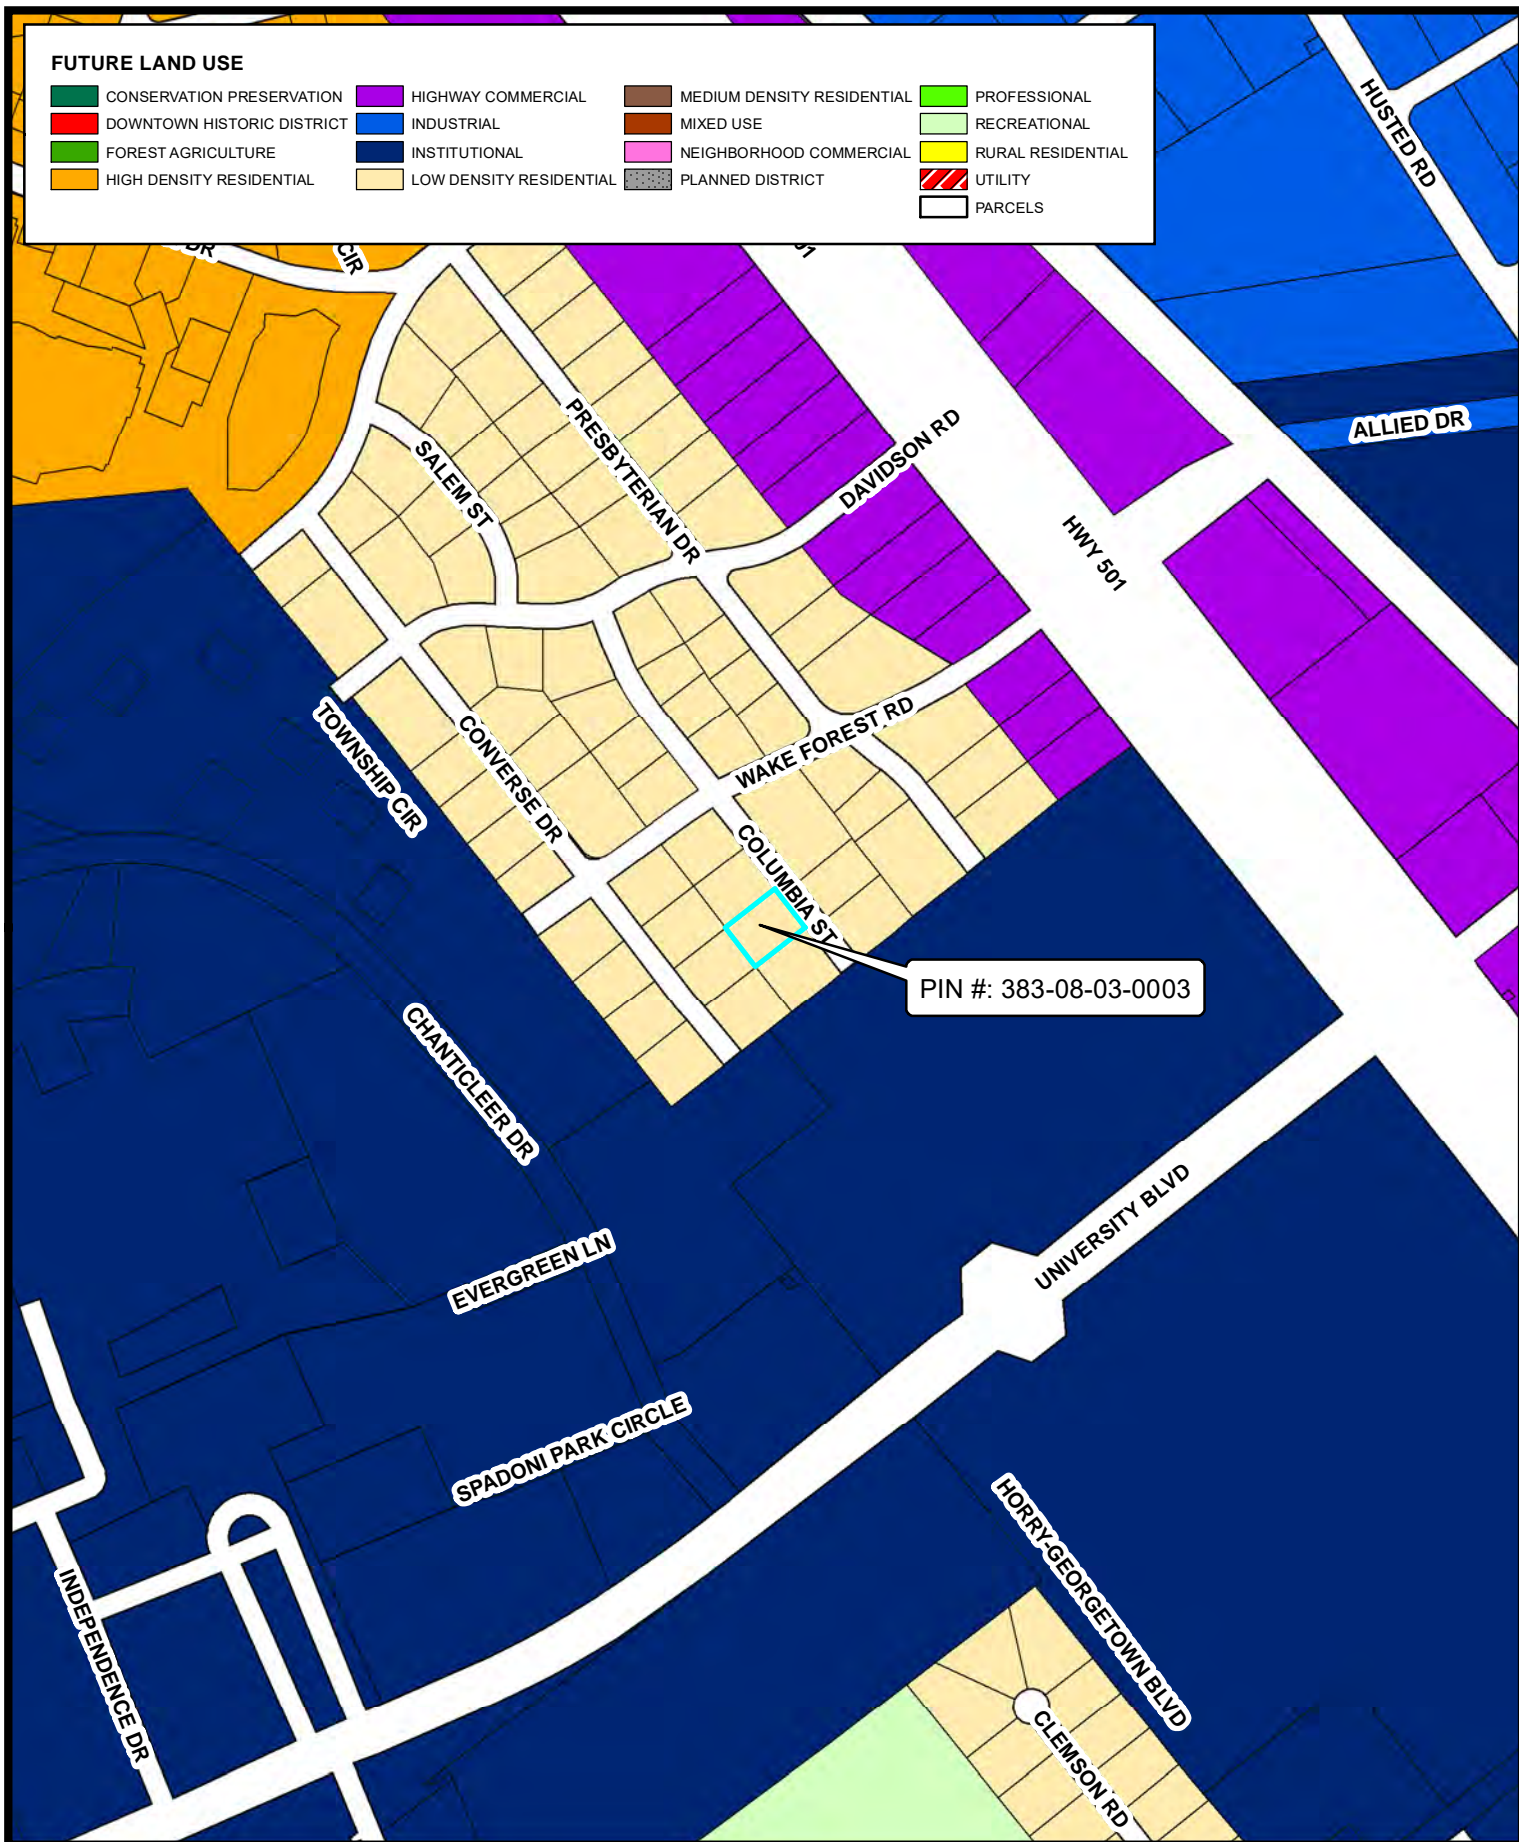 FUTURE LAND USE
CONSERVATION PRESERVATION
DOWNTOWN HISTORIC DISTRICT
FOREST AGRICULTURE
HIGH DENSITY RESIDENTIAL
HIGHWAY COMMERCIAL
INDUSTRIAL
INSTITUTIONAL
LOW DENSITY RESIDENTIAL
MEDIUM DENSITY RESIDENTIAL
MIXED USE
NEIGHBORHOOD COMMERCIAL
PLANNED DISTRICT
PROFESSIONAL
RECREATIONAL
RURAL RESIDENTIAL
UTILITY
PARCELS
HUSTED RD
DR
CIR
01
ALLIED DR
PRESBYTERIAN DR
SALEM ST
DAVIDSON RD
HWY 501
TOWNSHIP CIR
CONVERSE DR
WAKE FOREST RD
COLUMBIA ST
PIN #: 383-08-03-0003
CHANTICLEER DR
EVERGREEN LN
UNIVERSITY BLVD
SPADONI PARK CIRCLE
HORRY-GEORGETOWN BLVD
INDEPENDENCE DR
CLEMSON RD